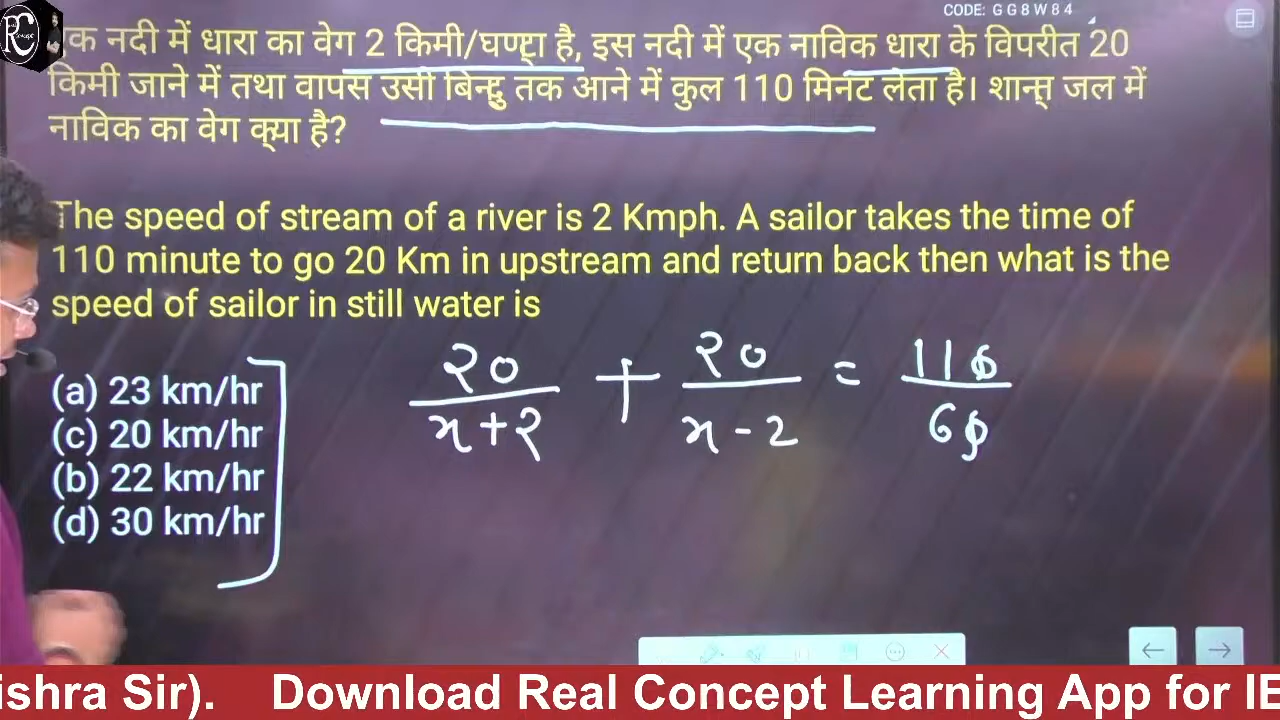 CODE: G G 8 W 8 4
एक नदी में धारा का वेग 2 किमी/घण्टा है, इस नदी में एक नाविक धारा के विपरीत 20
किमी जाने में तथा वापस उसी बिन्दु तक आने में कुल 110 मिनट लेता है। शान्त जल में
नाविक का वेग क्या है?
The speed of stream of a river is 2 Kmph. A sailor takes the time of
110 minute to go 20 Km in upstream and return back then what is the
speed of sailor in still water is
(a) 23 km/hr
(c) 20 km/hr
(b) 22 km/hr
(d) 30 km/hr
२० + २० = 110
x+२ x-2 60
ishra Sir). Download Real Concept Learning App for IE